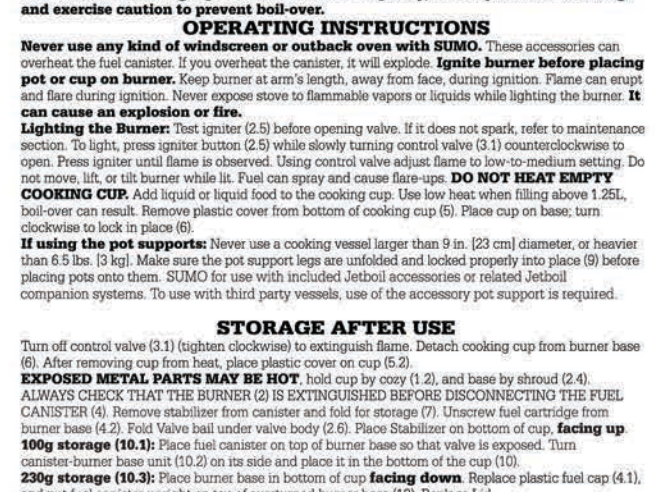 and exercise caution to prevent boil-over.
OPERATING INSTRUCTIONS
Never use any kind of windscreen or outback oven with SUMO. These accessories can
overheat the fuel canister. If you overheat the canister, it will explode. Ignite burner before placing
pot or cup on burner. Keep burner at arm's length, away from face, during ignition. Flame can erupt
and flare during ignition. Never expose stove to flammable vapors or liquids while lighting the burner. It
can cause an explosion or fire.
Lighting the Burner: Test igniter (2.5) before opening valve. If it does not spark, refer to maintenance
section. To light, press igniter button (2.5) while slowly turning control valve (3.1) counterclockwise to
open. Press igniter until flame is observed. Using control valve adjust flame to low-to-medium setting. Do
not move, lift, or tilt burner while lit. Fuel can spray and cause flare-ups. DO NOT HEAT EMPTY
COOKING CUP. Add liquid or liquid food to the cooking cup. Use low heat when filling above 1.25L,
boil-over can result. Remove plastic cover from bottom of cooking cup (5). Place cup on base; turn
clockwise to lock in place (6).
If using the pot supports: Never use a cooking vessel larger than 9 in. [23 cm] diameter, or heavier
than 6.5 lbs. [3 kg]. Make sure the pot support legs are unfolded and locked properly into place (9) before
placing pots onto them. SUMO for use with included Jetboil accessories or related Jetboil
companion systems. To use with third party vessels, use of the accessory pot support is required.
STORAGE AFTER USE
Turn off control valve (3.1) (tighten clockwise) to extinguish flame. Detach cooking cup from burner base
(6). After removing cup from heat, place plastic cover on cup (5.2).
EXPOSED METAL PARTS MAY BE HOT, hold cup by cozy (1.2), and base by shroud (2.4).
ALWAYS CHECK THAT THE BURNER (2) IS EXTINGUISHED BEFORE DISCONNECTING THE FUEL
CANISTER (4). Remove stabilizer from canister and fold for storage (7). Unscrew fuel cartridge from
burner base (4.2). Fold Valve bail under valve body (2.6). Place Stabilizer on bottom of cup, facing up.
100g storage (10.1): Place fuel canister on top of burner base so that valve is exposed. Turn
canister-burner base unit (10.2) on its side and place it in the bottom of the cup (10).
230g storage (10.3): Place burner base in bottom of cup facing down. Replace plastic fuel cap (4.1),